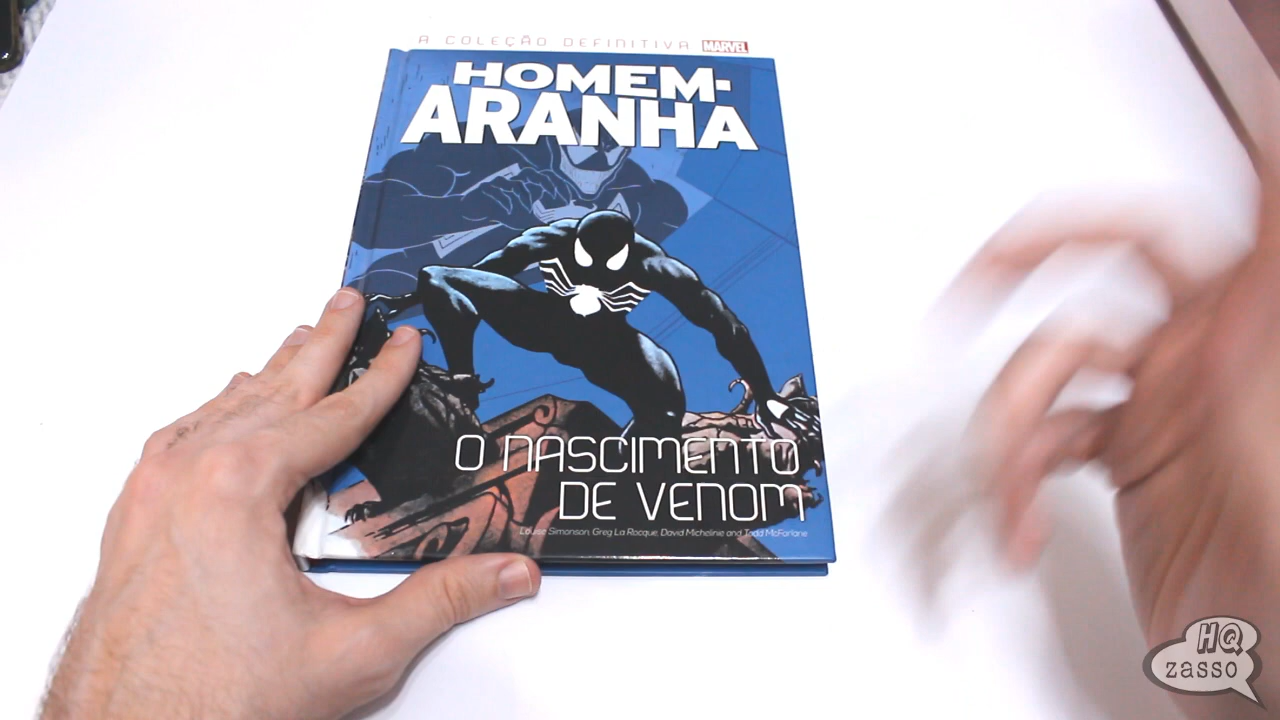 A COLEÇÃO DEFINITIVA MARVEL
HOMEM-
ARANHA
O NASCIMENTO
DE VENOM
Louise Simonson, Greg La Rocque, David Michelinie and Todd McFarlane
HQ
zasso